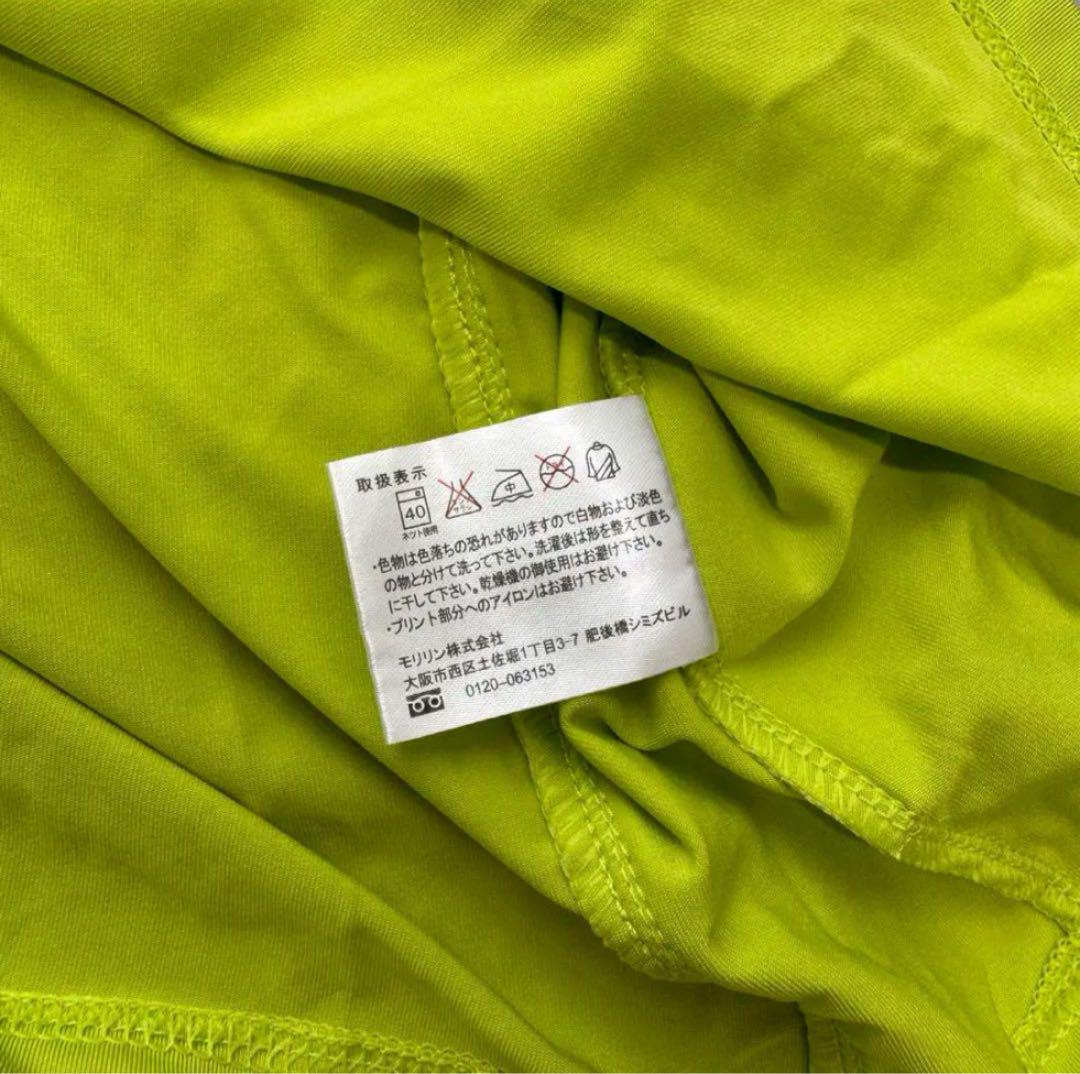 取扱表示
40
中
ネット使用
・色物は色落ちの恐れがありますので白物および淡色
の物と分けて洗って下さい。洗濯後は形を整えて直ち
に干して下さい。乾燥機の御使用はお避け下さい。
・プリント部分へのアイロンはお避け下さい。
モリリン株式会社
大阪市西区土佐堀1丁目3-7 肥後橋シミズビル
0120-063153